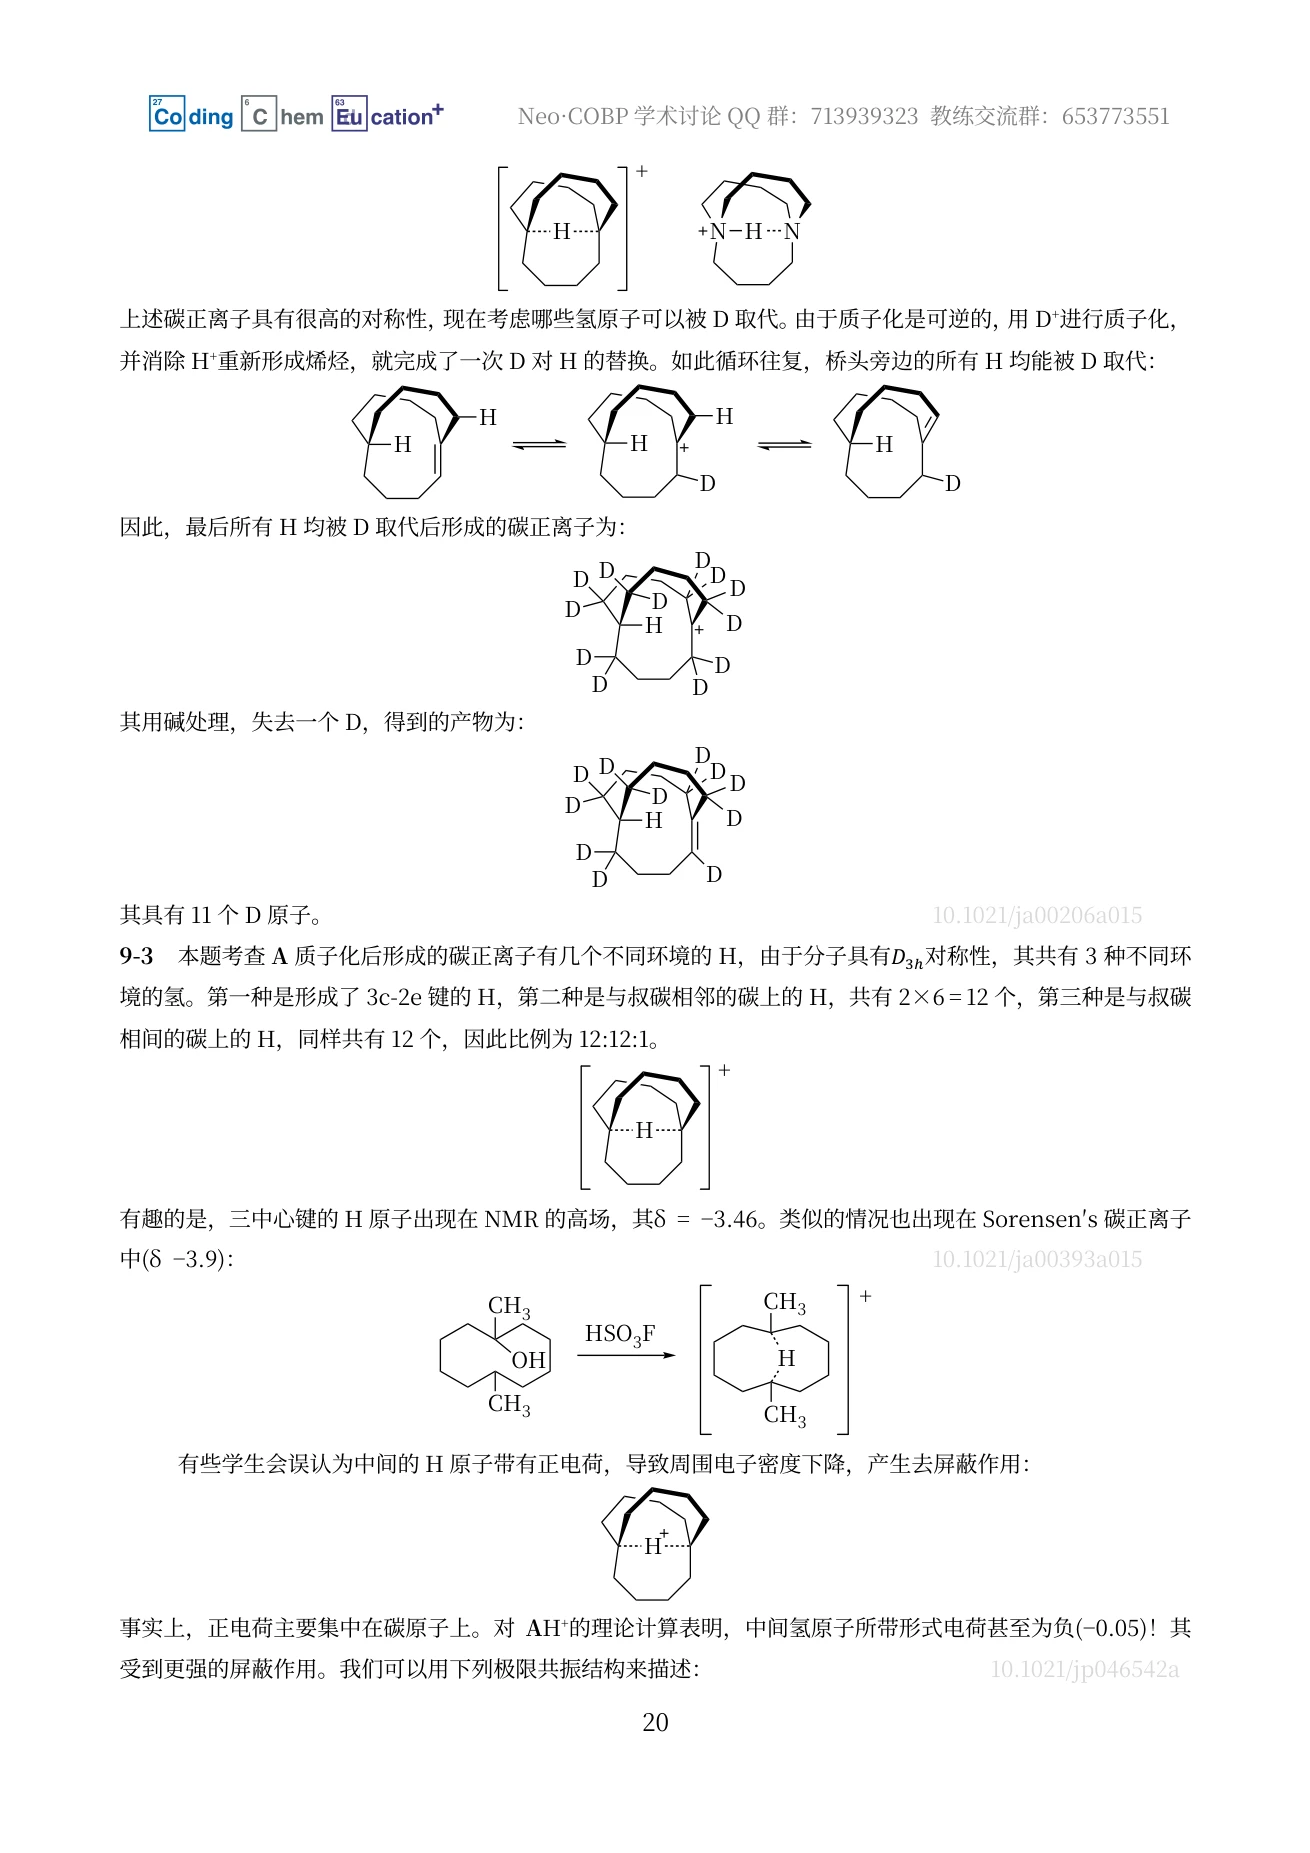 27 Co ding 6 C hem 63 Eu cation+ Neo·COBP 学术讨论 QQ 群：713939323 教练交流群：653773551
H + +N H N
上述碳正离子具有很高的对称性, 现在考虑哪些氢原子可以被 D 取代。由于质子化是可逆的, 用 D⁺进行质子化,
并消除 H⁺重新形成烯烃，就完成了一次 D 对 H 的替换。如此循环往复，桥头旁边的所有 H 均能被 D 取代：
H H H H + D H D
因此，最后所有 H 均被 D 取代后形成的碳正离子为：
D D D D D D D H + D D D D D
其用碱处理，失去一个 D，得到的产物为：
D D D D D D D H D D D D
其具有 11 个 D 原子。 10.1021/ja00206a015
9-3 本题考查 A 质子化后形成的碳正离子有几个不同环境的 H，由于分子具有D₃ₕ对称性，其共有 3 种不同环
境的氢。第一种是形成了 3c-2e 键的 H，第二种是与叔碳相邻的碳上的 H，共有 2×6=12 个，第三种是与叔碳
相间的碳上的 H，同样共有 12 个，因此比例为 12:12:1。
H +
有趣的是，三中心键的 H 原子出现在 NMR 的高场，其δ = −3.46。类似的情况也出现在 Sorensen's 碳正离子
中(δ −3.9)： 10.1021/ja00393a015
CH₃ OH CH₃ HSO₃F CH₃ H CH₃ +
有些学生会误认为中间的 H 原子带有正电荷，导致周围电子密度下降，产生去屏蔽作用：
H+
事实上，正电荷主要集中在碳原子上。对 AH⁺的理论计算表明，中间氢原子所带形式电荷甚至为负(−0.05)！其
受到更强的屏蔽作用。我们可以用下列极限共振结构来描述： 10.1021/jp046542a
20